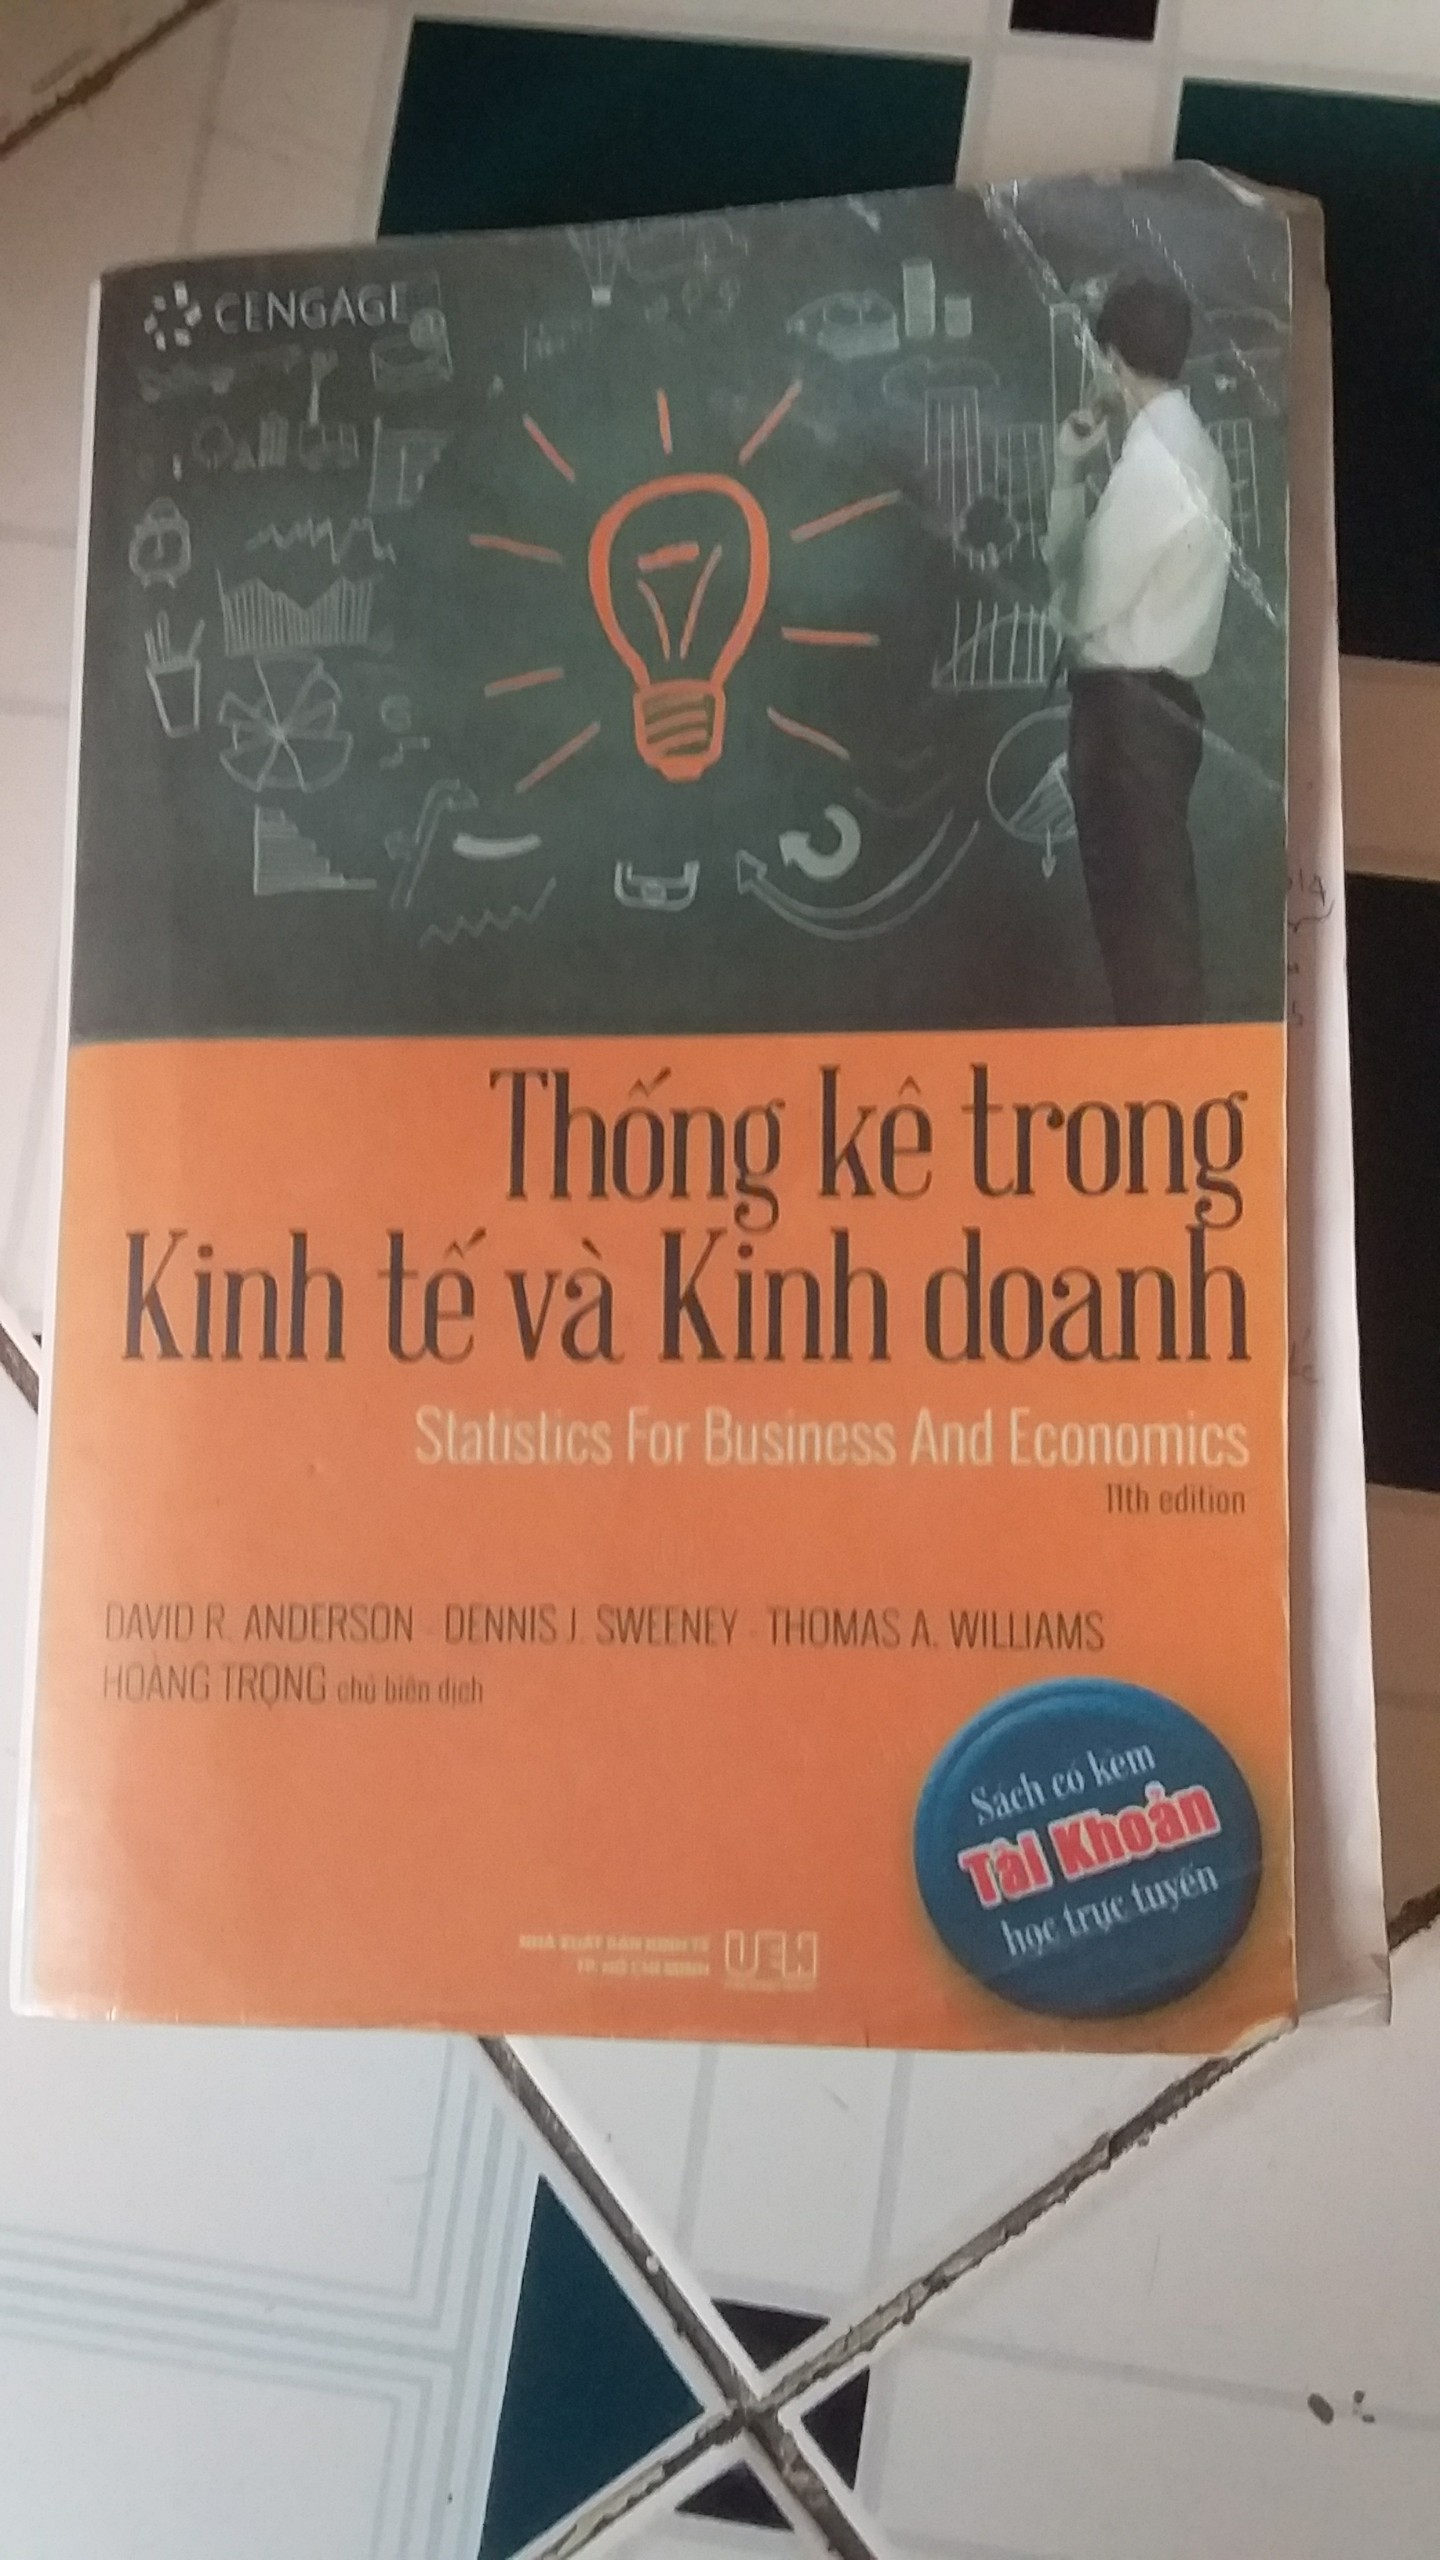 CENGAGE
Thống kê trong
Kinh tế và Kinh doanh
Statistics For Business And Economics
11th edition
DAVID R. ANDERSON - DENNIS J. SWEENEY - THOMAS A. WILLIAMS
HOÀNG TRỌNG chủ biên dịch
Sách có kèm
Tài Khoản
học trực tuyến
NHÀ XUẤT BẢN KINH TẾ
TP. HỒ CHÍ MINH
UEH